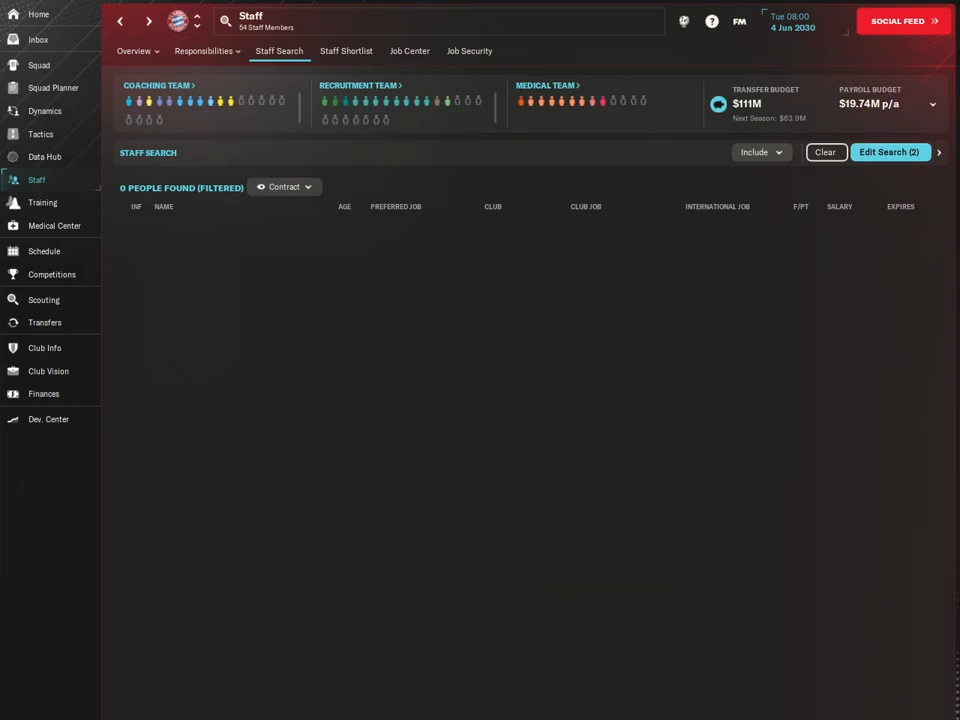 Home
Inbox
Squad
Squad Planner
Dynamics
Tactics
Data Hub
Staff
Training
Medical Center
Schedule
Competitions
Scouting
Transfers
Club Info
Club Vision
Finances
Dev. Center
Staff
54 Staff Members
?
FM
Tue 08:00
4 Jun 2030
SOCIAL FEED
Overview
Responsibilities
Staff Search
Staff Shortlist
Job Center
Job Security
COACHING TEAM
RECRUITMENT TEAM
MEDICAL TEAM
TRANSFER BUDGET
$111M
Next Season: $63.9M
PAYROLL BUDGET
$19.74M p/a
STAFF SEARCH
Include
Clear
Edit Search (2)
0 PEOPLE FOUND (FILTERED)
Contract
INF NAME AGE PREFERRED JOB CLUB CLUB JOB INTERNATIONAL JOB F/PT SALARY EXPIRES